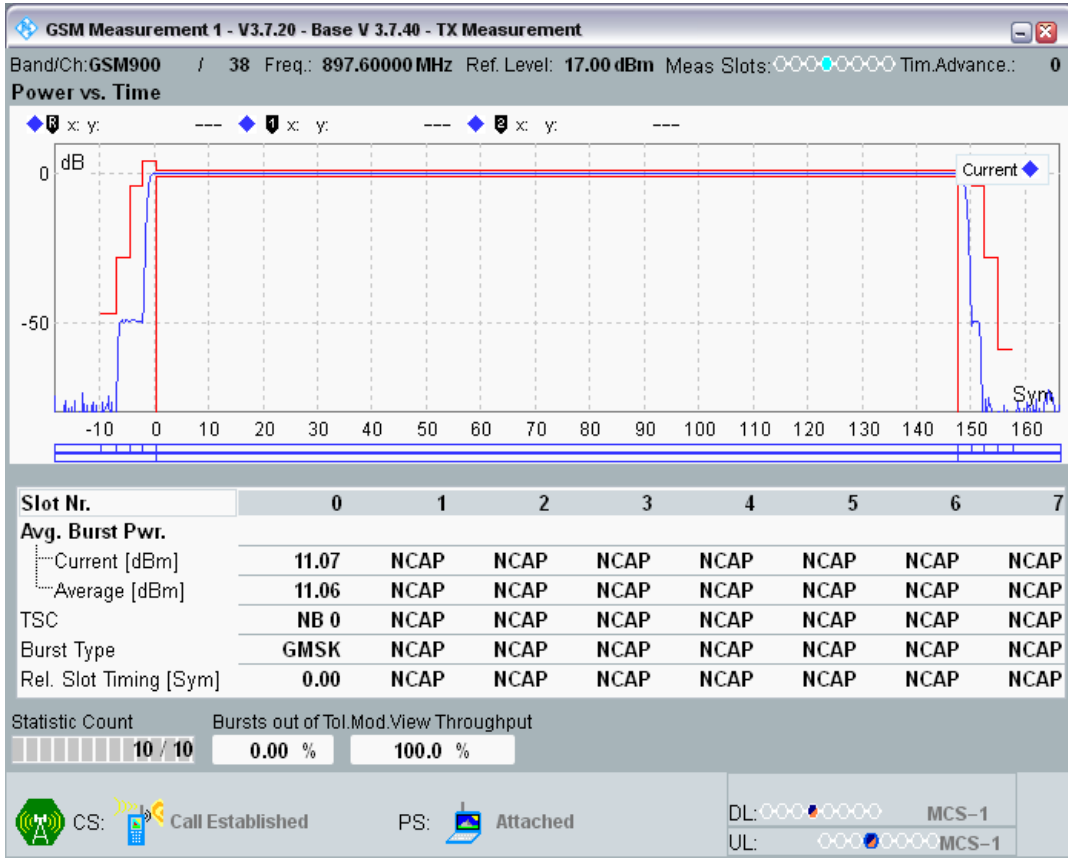 GSM Measurement 1 - V3.7.20 - Base V 3.7.40 - TX Measurement
Band/Ch:GSM900 / 38 Freq.: 897.60000 MHz Ref. Level: 17.00 dBm Meas Slots: Tim.Advance.: 0
Power vs. Time
R x: y: --- 1 x: y: --- 2 x: y: ---
dB
Current
0
-50
Sym
-10 0 10 20 30 40 50 60 70 80 90 100 110 120 130 140 150 160
Slot Nr. 0 1 2 3 4 5 6 7
Avg. Burst Pwr.
Current [dBm] 11.07 NCAP NCAP NCAP NCAP NCAP NCAP NCAP
Average [dBm] 11.06 NCAP NCAP NCAP NCAP NCAP NCAP NCAP
TSC NB 0 NCAP NCAP NCAP NCAP NCAP NCAP NCAP
Burst Type GMSK NCAP NCAP NCAP NCAP NCAP NCAP NCAP
Rel. Slot Timing [Sym] 0.00 NCAP NCAP NCAP NCAP NCAP NCAP NCAP
Statistic Count Bursts out of Tol.Mod.View Throughput
10 / 10 0.00 % 100.0 %
CS: Call Established PS: Attached
DL: MCS-1
UL: MCS-1